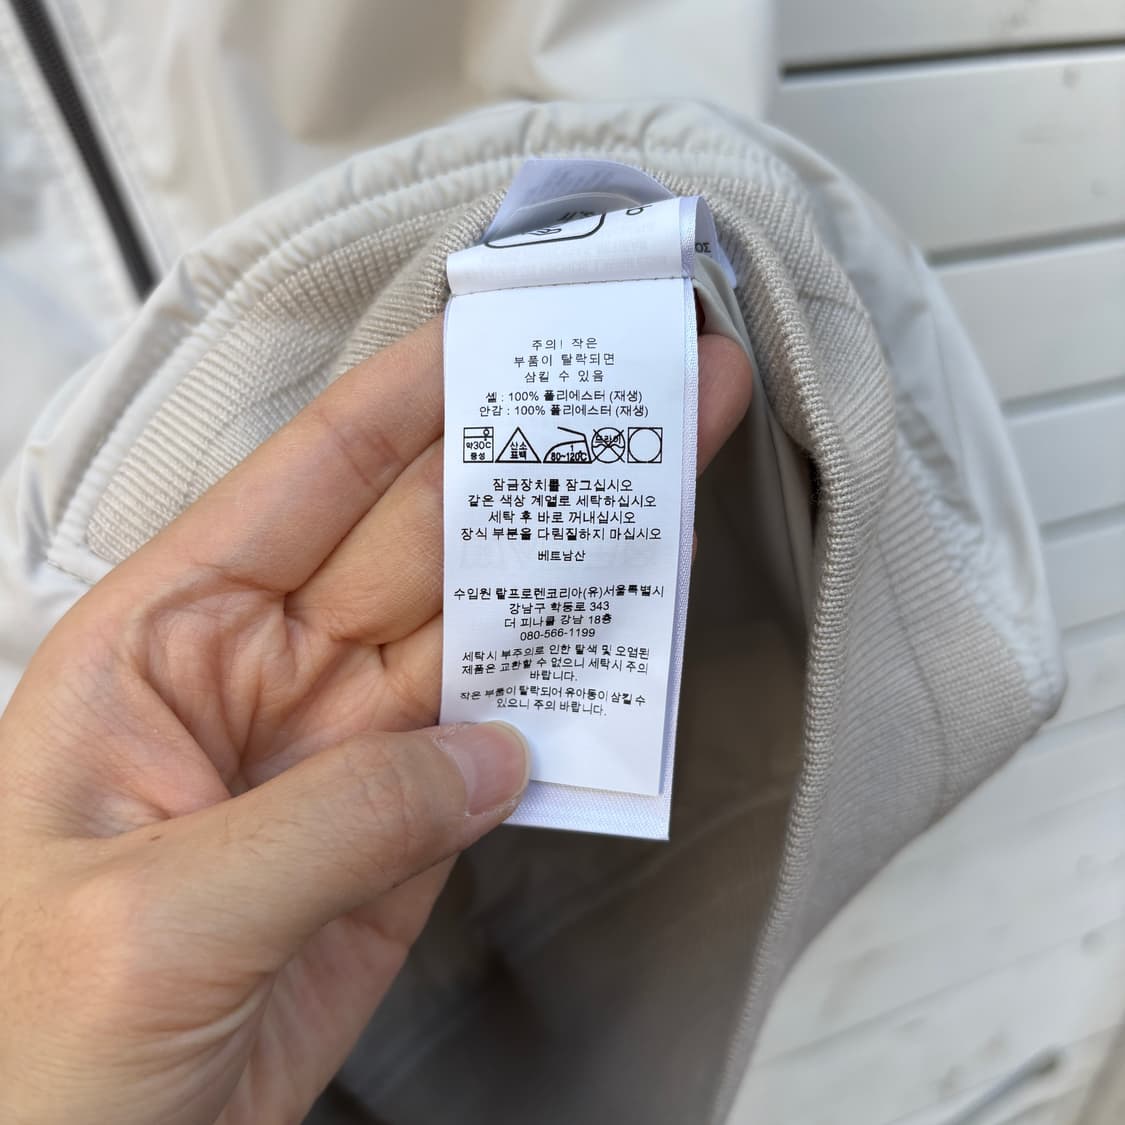 주의! 작은
부품이 탈락되면
삼킬 수 있음
셸 : 100% 폴리에스터 (재생)
안감 : 100% 폴리에스터 (재생)
약30℃
중성
산소
표백
1
80~120℃
드라이
잠금장치를 잠그십시오
같은 색상 계열로 세탁하십시오
세탁 후 바로 꺼내십시오
장식 부분을 다림질하지 마십시오
베트남산
수입원 랄프로렌코리아(유)서울특별시
강남구 학동로 343
더 피나클 강남 18층
080-566-1199
세탁시 부주의로 인한 탈색 및 오염된
제품은 교환할 수 없으니 세탁시 주의
바랍니다.
작은 부품이 탈락되어 유아동이 삼킬 수
있으니 주의 바랍니다.